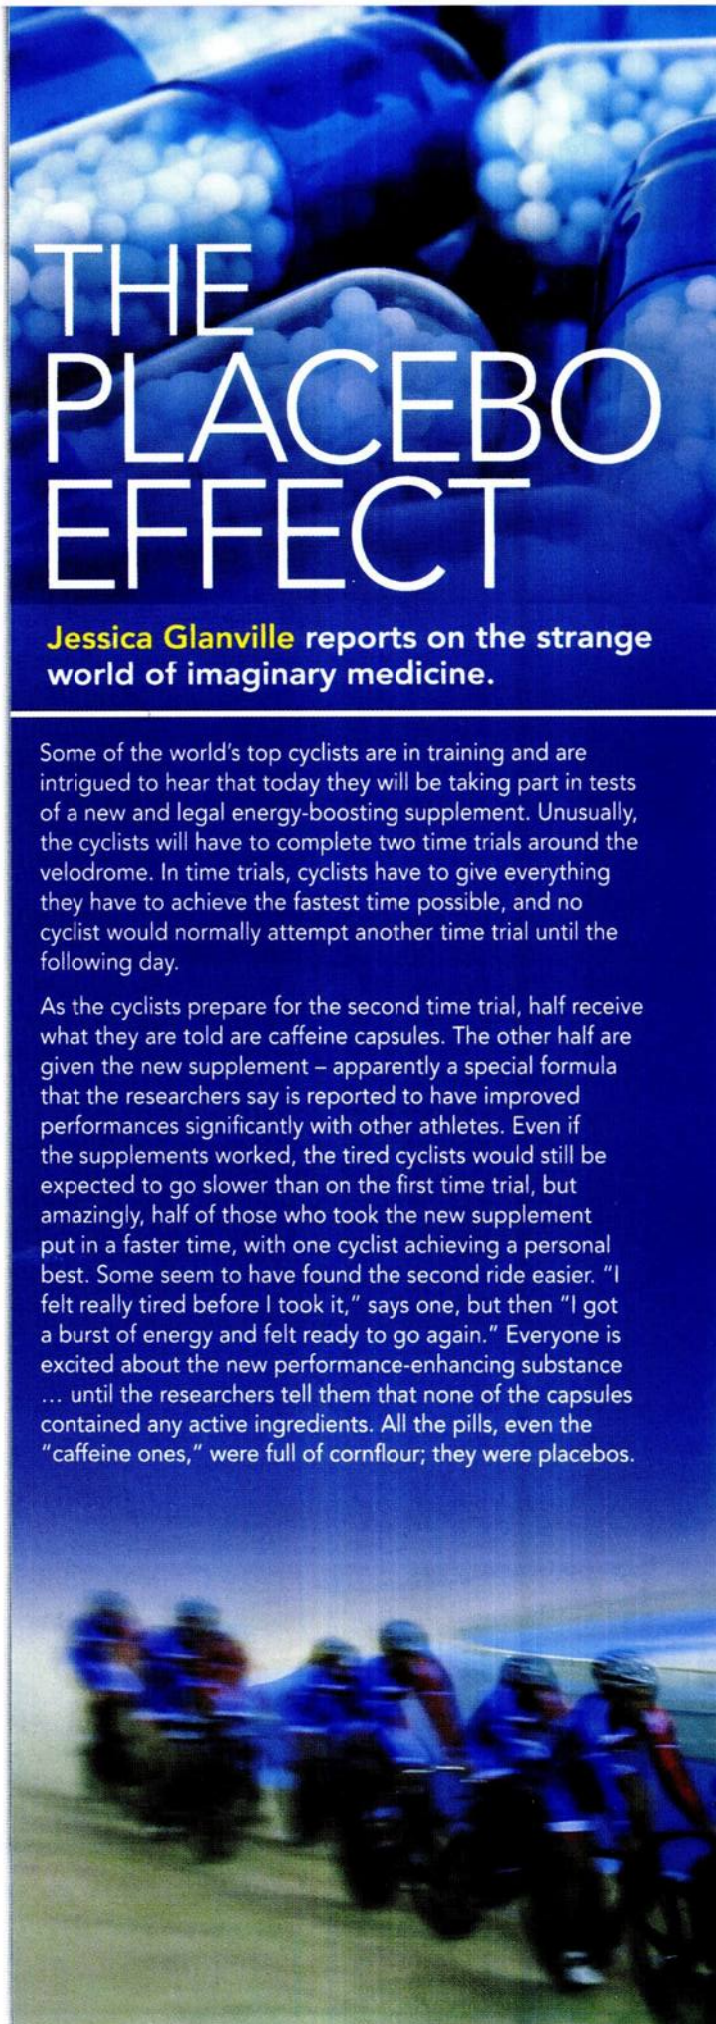 THE
PLACEBO
EFFECT
Jessica Glanville reports on the strange
world of imaginary medicine.
Some of the world's top cyclists are in training and are
intrigued to hear that today they will be taking part in tests
of a new and legal energy-boosting supplement. Unusually,
the cyclists will have to complete two time trials around the
velodrome. In time trials, cyclists have to give everything
they have to achieve the fastest time possible, and no
cyclist would normally attempt another time trial until the
following day.
As the cyclists prepare for the second time trial, half receive
what they are told are caffeine capsules. The other half are
given the new supplement – apparently a special formula
that the researchers say is reported to have improved
performances significantly with other athletes. Even if
the supplements worked, the tired cyclists would still be
expected to go slower than on the first time trial, but
amazingly, half of those who took the new supplement
put in a faster time, with one cyclist achieving a personal
best. Some seem to have found the second ride easier. "I
felt really tired before I took it," says one, but then "I got
a burst of energy and felt ready to go again." Everyone is
excited about the new performance-enhancing substance
... until the researchers tell them that none of the capsules
contained any active ingredients. All the pills, even the
"caffeine ones," were full of cornflour; they were placebos.